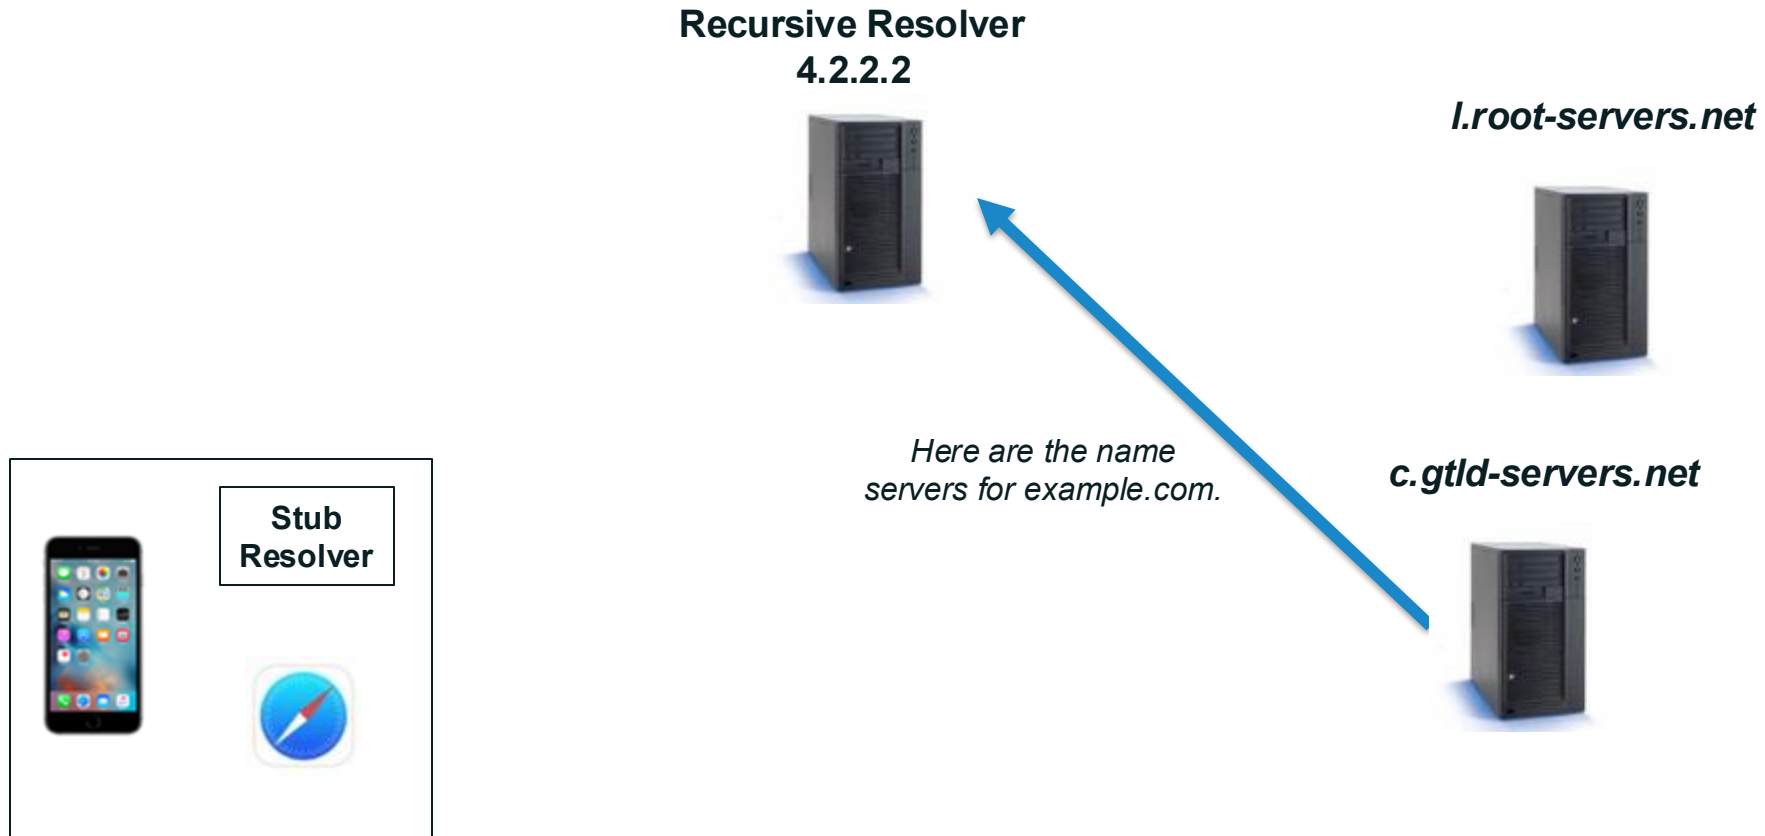 Recursive Resolver
4.2.2.2
l.root-servers.net
Here are the name
servers for example.com.
c.gtld-servers.net
Stub
Resolver